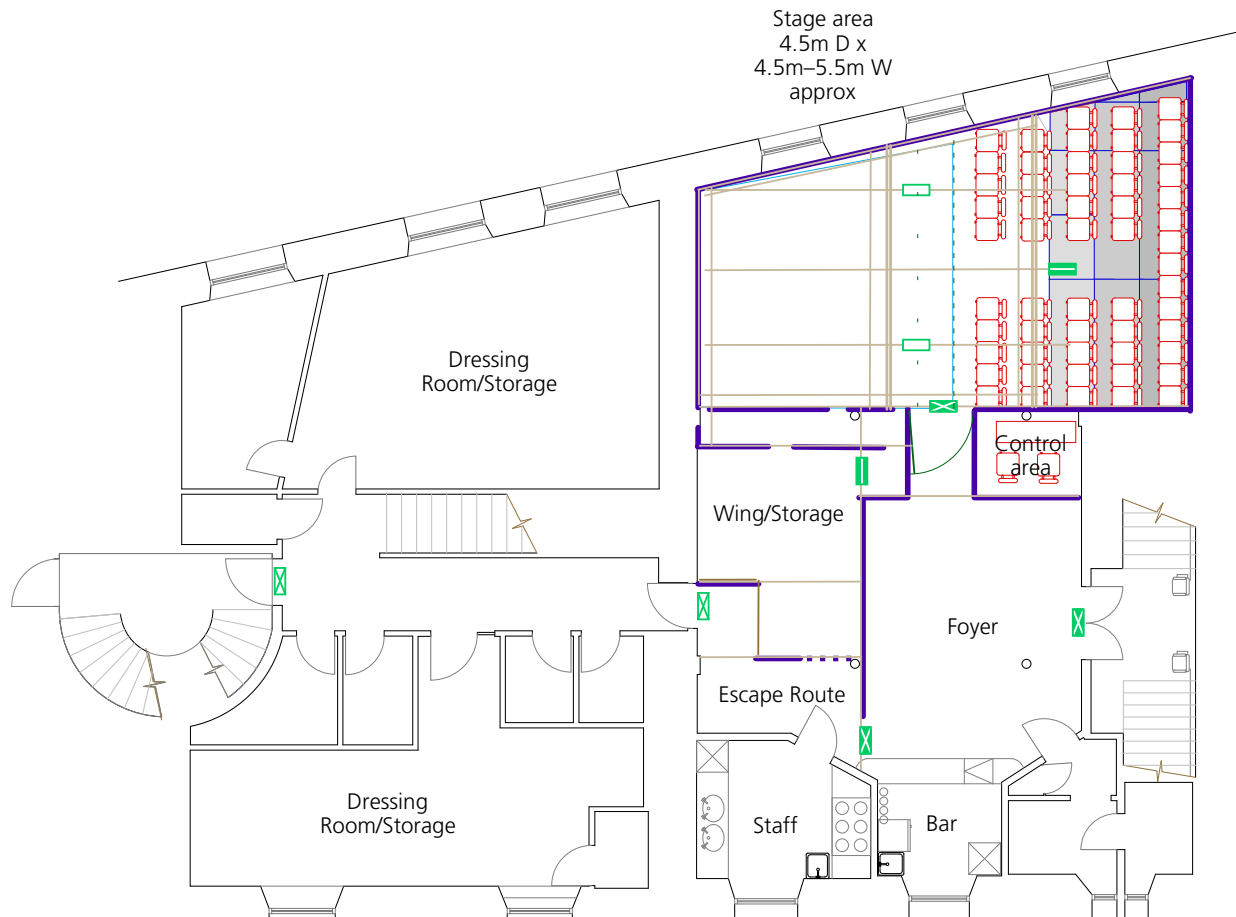 Stage area
4.5m D x
4.5m–5.5m W
approx
Dressing
Room/Storage
Control
area
Wing/Storage
Foyer
Escape Route
Dressing
Room/Storage
Staff
Bar